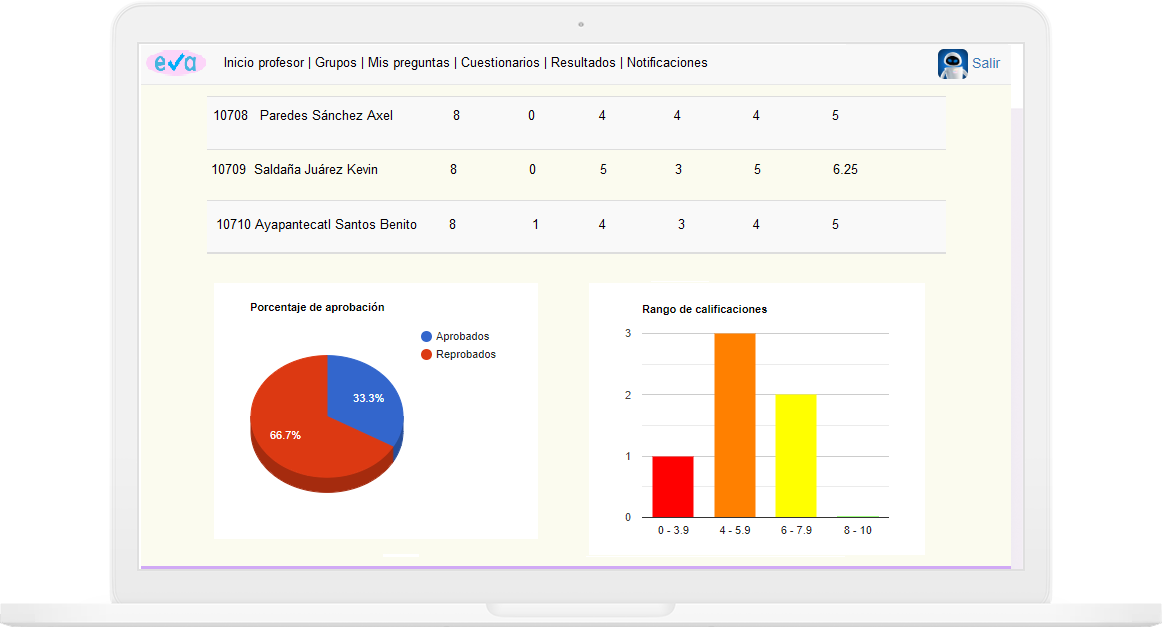 eva
Inicio profesor | Grupos | Mis preguntas | Cuestionarios | Resultados | Notificaciones
Salir
10708 Paredes Sánchez Axel 8 0 4 4 4 5
10709 Saldaña Juárez Kevin 8 0 5 3 5 6.25
10710 Ayapantecatl Santos Benito 8 1 4 3 4 5
Porcentaje de aprobación
Aprobados
Reprobados
33.3%
66.7%
Rango de calificaciones
3
2
1
0
0 - 3.9 4 - 5.9 6 - 7.9 8 - 10